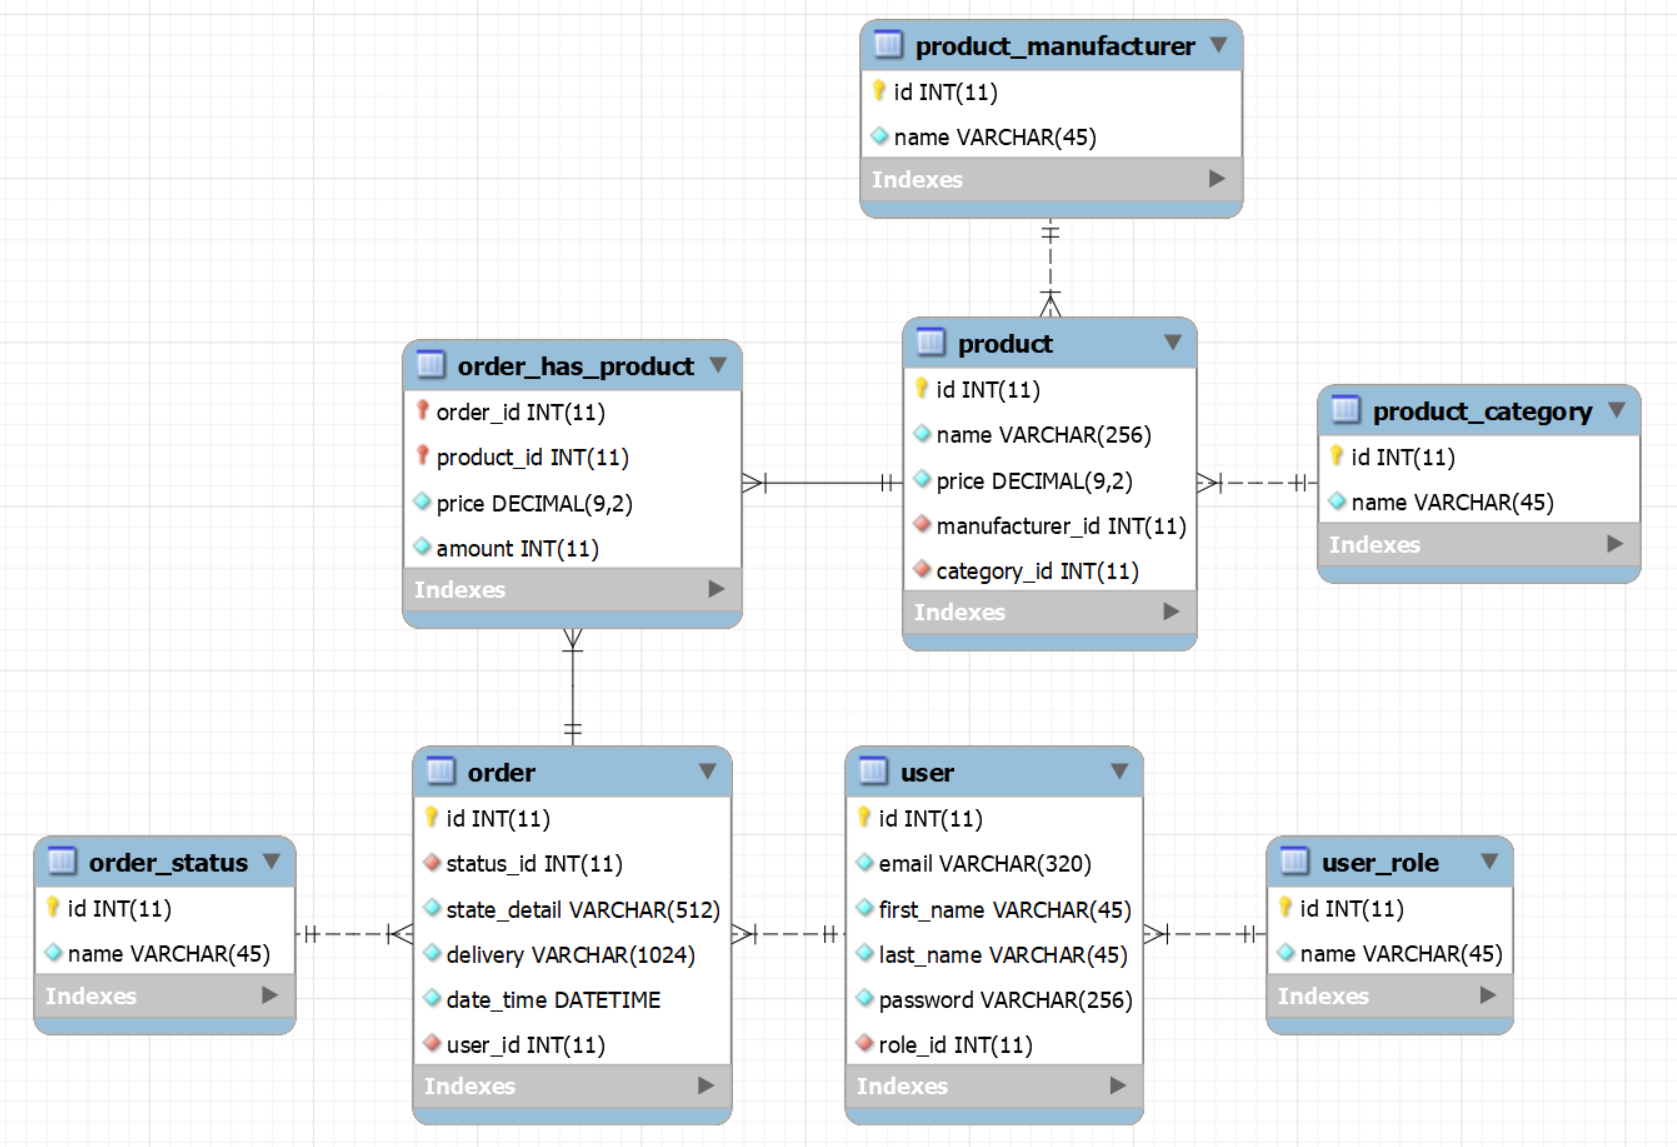 product_manufacturer
id INT(11)
name VARCHAR(45)
Indexes
product
id INT(11)
name VARCHAR(256)
price DECIMAL(9,2)
manufacturer_id INT(11)
category_id INT(11)
Indexes
order_has_product
order_id INT(11)
product_id INT(11)
price DECIMAL(9,2)
amount INT(11)
Indexes
product_category
id INT(11)
name VARCHAR(45)
Indexes
order
id INT(11)
status_id INT(11)
state_detail VARCHAR(512)
delivery VARCHAR(1024)
date_time DATETIME
user_id INT(11)
Indexes
user
id INT(11)
email VARCHAR(320)
first_name VARCHAR(45)
last_name VARCHAR(45)
password VARCHAR(256)
role_id INT(11)
Indexes
order_status
id INT(11)
name VARCHAR(45)
Indexes
user_role
id INT(11)
name VARCHAR(45)
Indexes